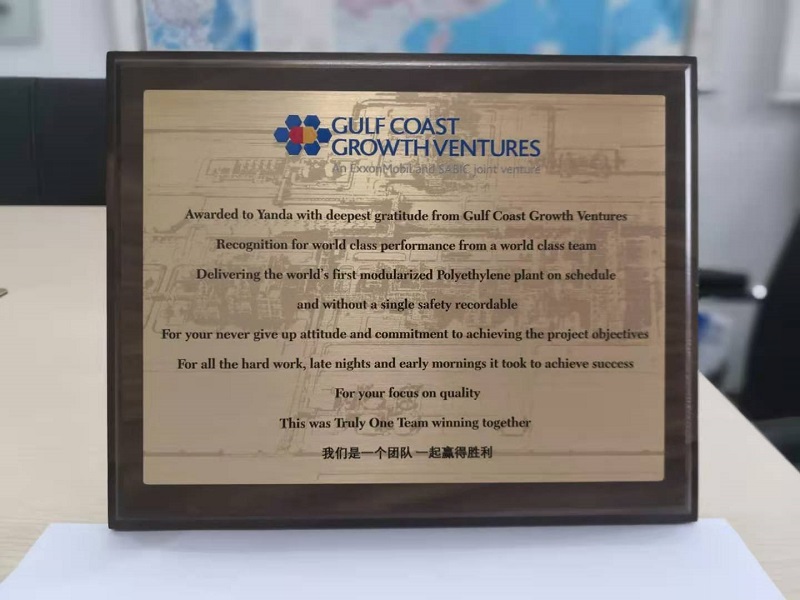 GULF COAST
GROWTH VENTURES
An ExxonMobil and SABIC joint venture
Awarded to Yanda with deepest gratitude from Gulf Coast Growth Ventures
Recognition for world class performance from a world class team
Delivering the world's first modularized Polyethylene plant on schedule
and without a single safety recordable
For your never give up attitude and commitment to achieving the project objectives
For all the hard work, late nights and early mornings it took to achieve success
For your focus on quality
This was Truly One Team winning together
我们是一个团队 一起赢得胜利